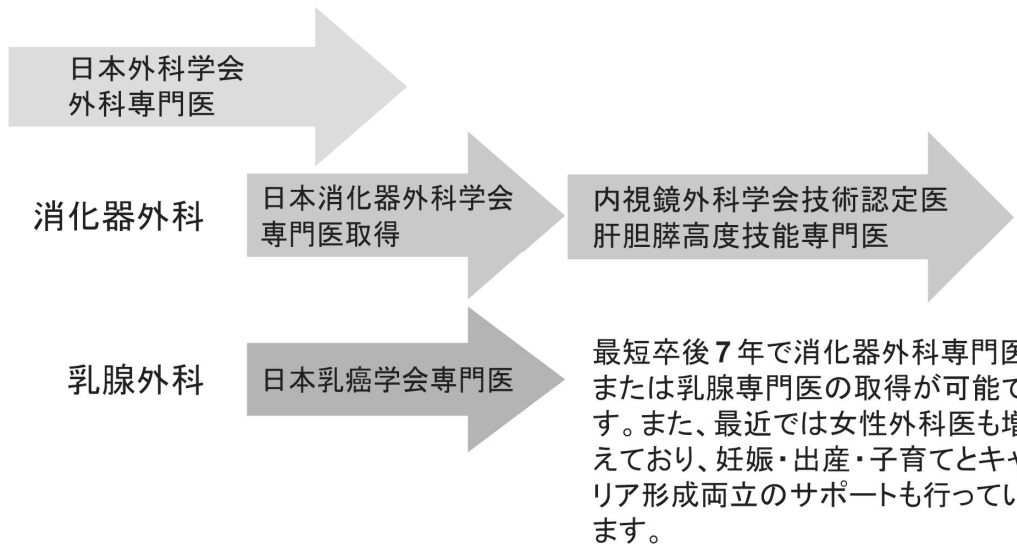 日本外科学会
外科専門医
消化器外科
日本消化器外科学会
専門医取得
内視鏡外科学会技術認定医
肝胆膵高度技能専門医
乳腺外科
日本乳癌学会専門医
最短卒後7年で消化器外科専門医
または乳腺専門医の取得が可能で
す。また、最近では女性外科医も増
えており、妊娠・出産・子育てとキャ
リア形成両立のサポートも行ってい
ます。